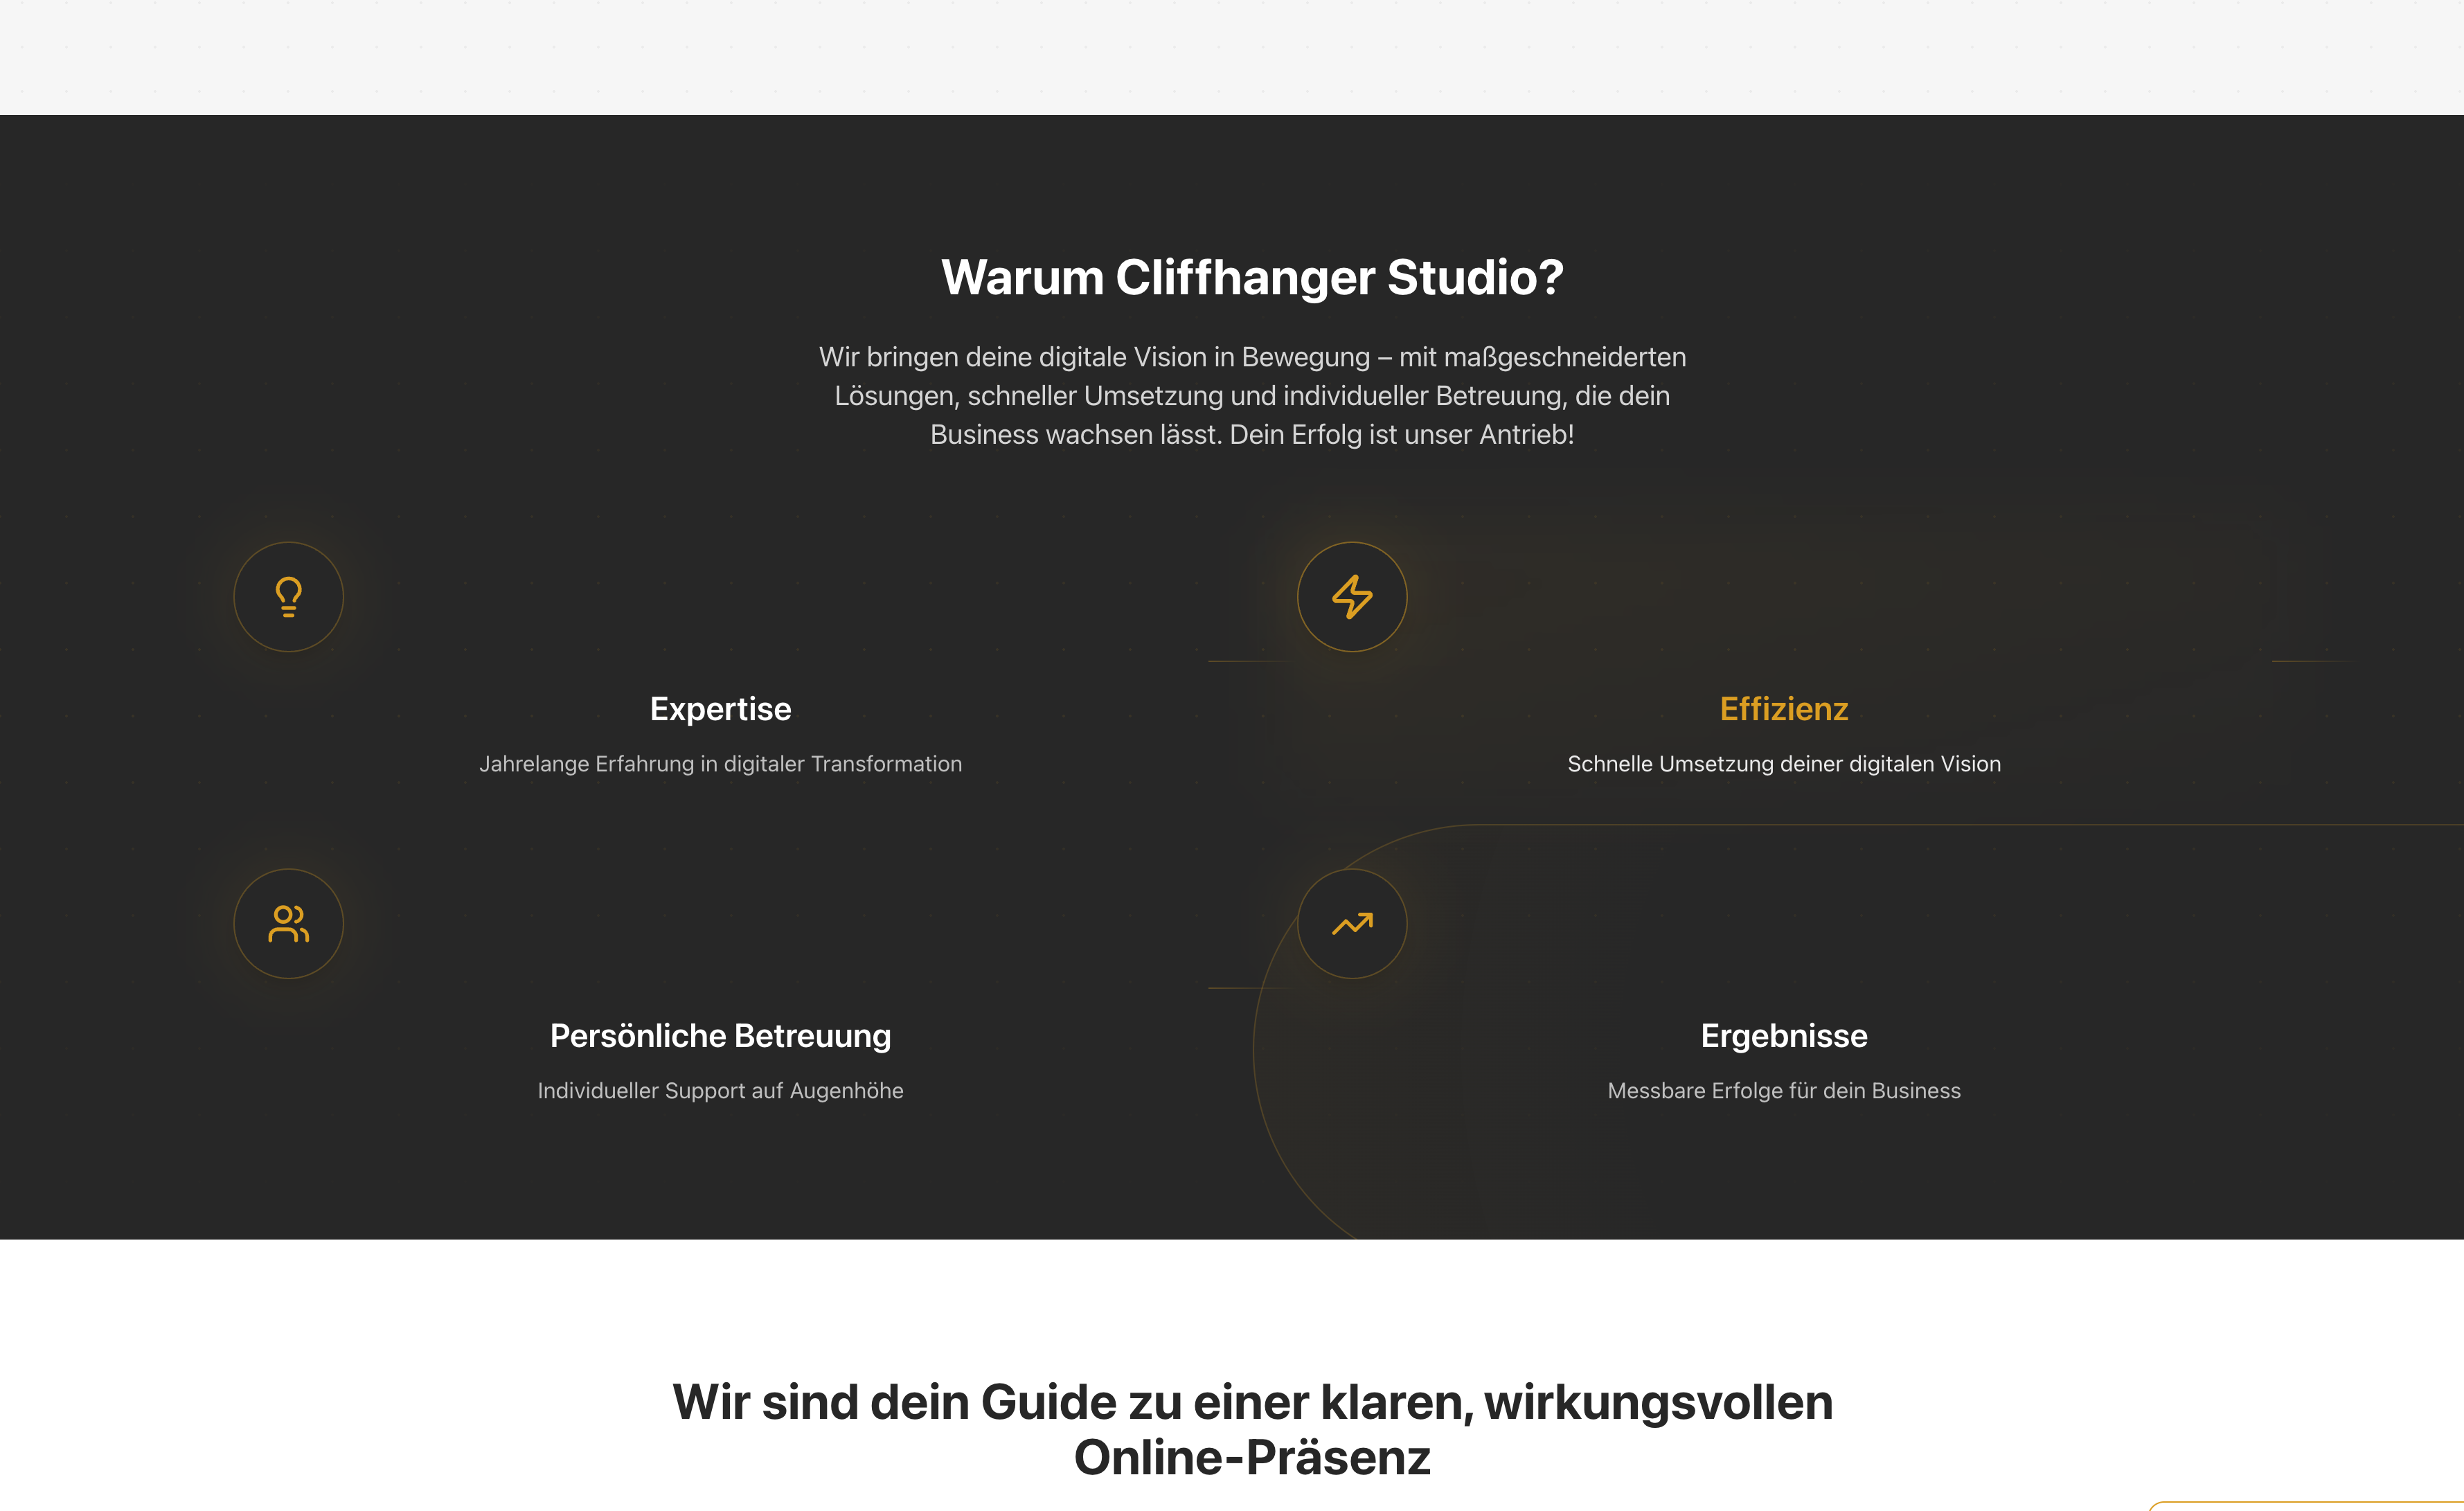 Warum Cliffhanger Studio?
Wir bringen deine digitale Vision in Bewegung – mit maßgeschneiderten
Lösungen, schneller Umsetzung und individueller Betreuung, die dein
Business wachsen lässt. Dein Erfolg ist unser Antrieb!
Expertise
Jahrelange Erfahrung in digitaler Transformation
Effizienz
Schnelle Umsetzung deiner digitalen Vision
Persönliche Betreuung
Individueller Support auf Augenhöhe
Ergebnisse
Messbare Erfolge für dein Business
Wir sind dein Guide zu einer klaren, wirkungsvollen
Online-Präsenz